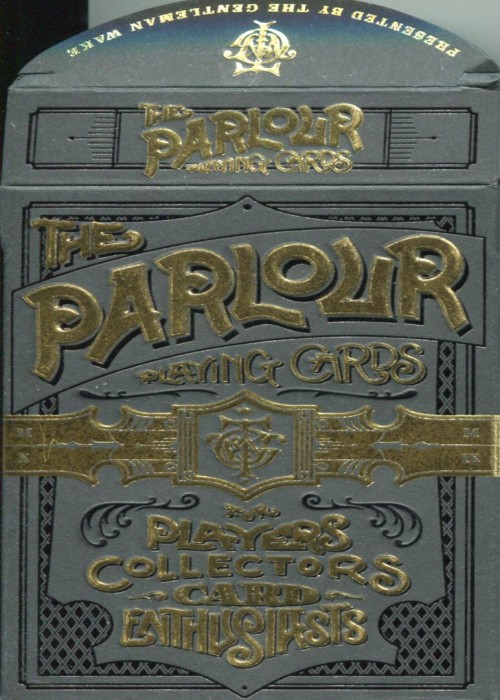 PRESENTED BY THE GENTLEMAN WAKE
THE
PARLOUR
PLAYING CARDS
THE
PARLOUR
PLAYING CARDS
FOR
PLAYERS
COLLECTORS
CARD
ENTHUSIASTS